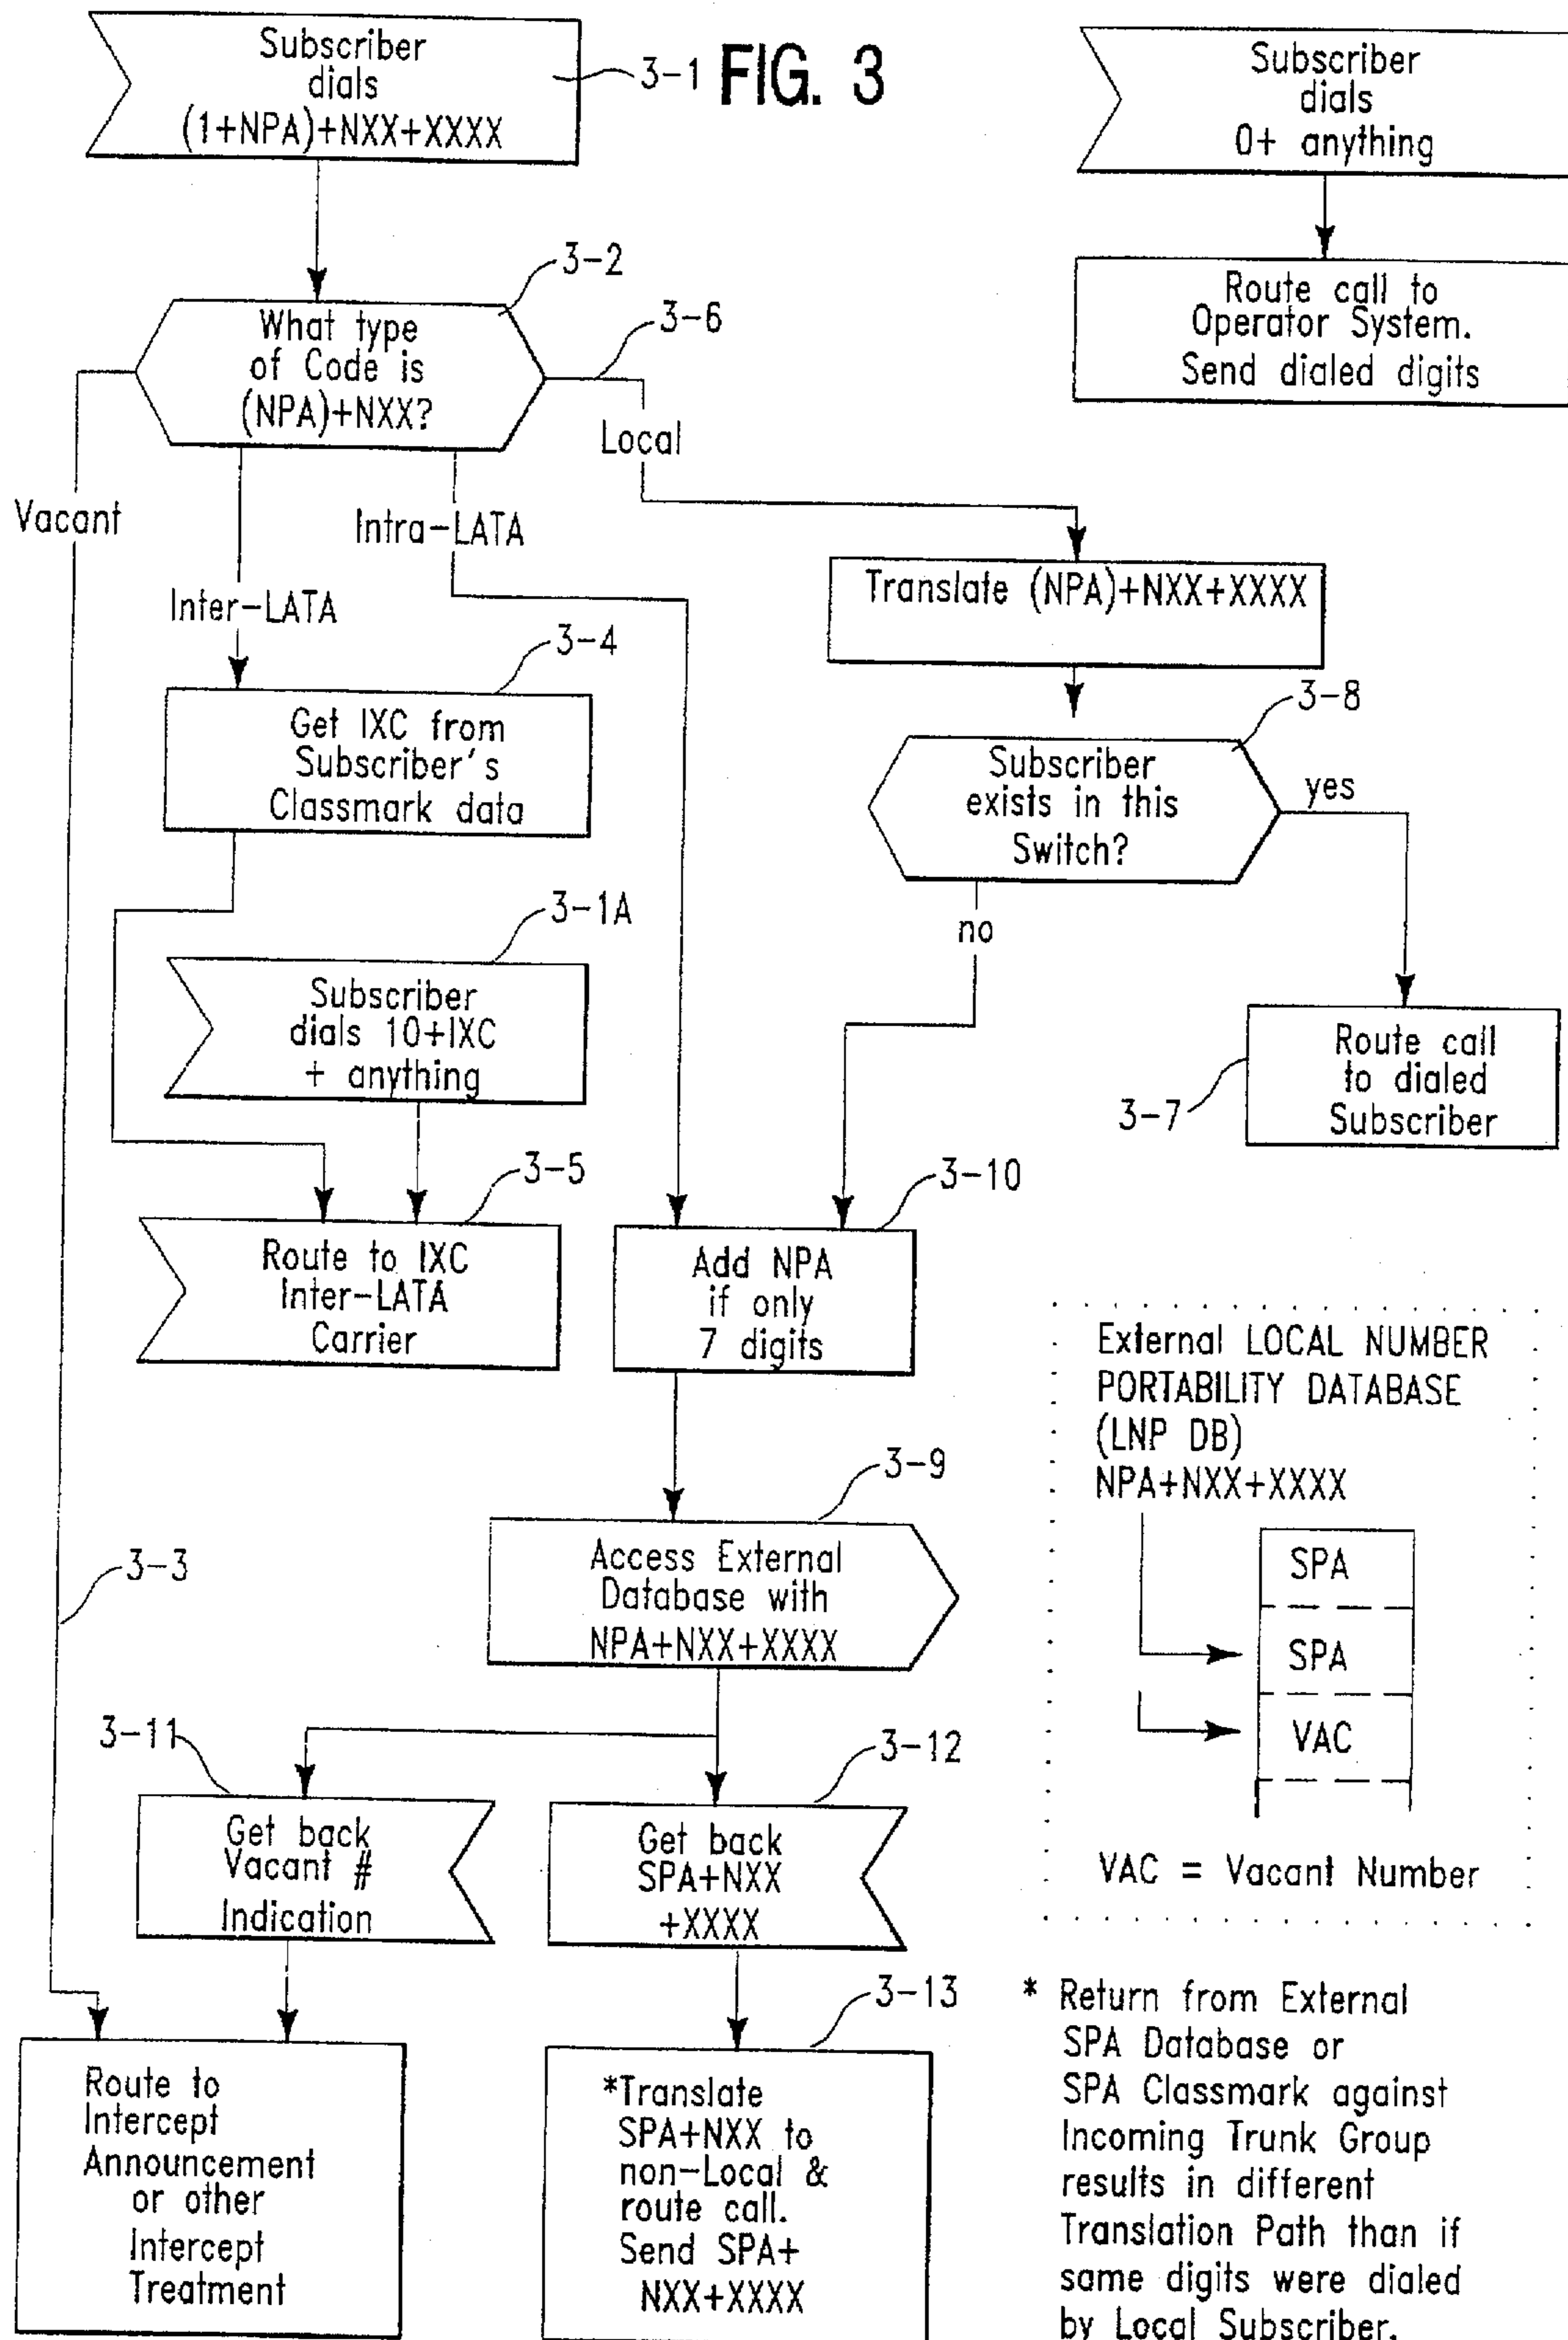 FIG. 3
Subscriber
dials
(1+NPA)+NXX+XXXX
3-1
Subscriber
dials
0+ anything
Route call to
Operator System.
Send dialed digits
3-2
What type
of Code is
(NPA)+NXX?
3-6
Local
Vacant
Inter-LATA
Intra-LATA
Translate (NPA)+NXX+XXXX
3-4
Get IXC from
Subscriber's
Classmark data
3-8
Subscriber
exists in this
Switch?
yes
no
3-1A
Subscriber
dials 10+IXC
+ anything
Route call
to dialed
Subscriber
3-7
3-5
Route to IXC
Inter-LATA
Carrier
3-10
Add NPA
if only
7 digits
External LOCAL NUMBER
PORTABILITY DATABASE
(LNP DB)
NPA+NXX+XXXX
SPA
SPA
VAC
VAC = Vacant Number
3-9
Access External
Database with
NPA+NXX+XXXX
3-3
3-11
Get back
Vacant #
Indication
3-12
Get back
SPA+NXX
+XXXX
3-13
Route to
Intercept
Announcement
or other
Intercept
Treatment
*Translate
SPA+NXX to
non-Local &
route call.
Send SPA+
NXX+XXXX
* Return from External
SPA Database or
SPA Classmark against
Incoming Trunk Group
results in different
Translation Path than if
same digits were dialed
by Local Subscriber.